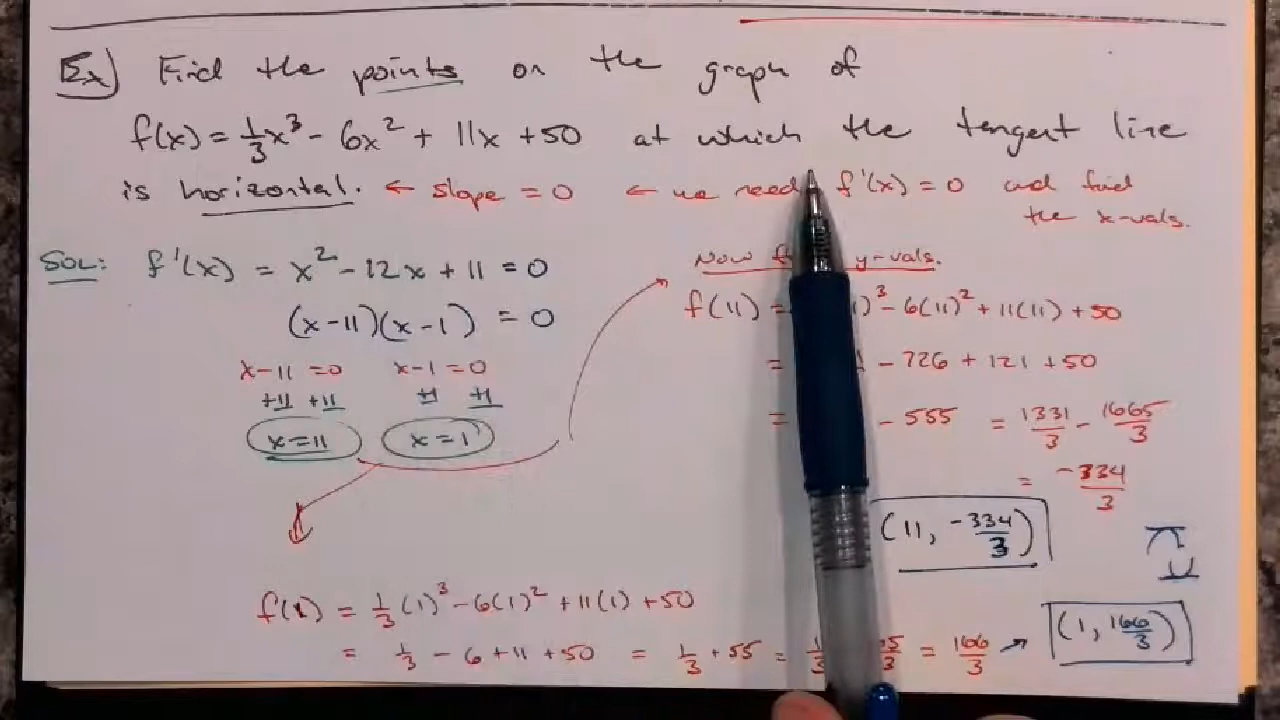 Ex) Find the points on the graph of
f(x) = 1/3 x³ - 6x² + 11x + 50 at which the tangent line
is horizontal. ← slope = 0 ← we need f'(x) = 0 and find
the x-vals.
SOL: f'(x) = x² - 12x + 11 = 0
(x-11)(x-1) = 0
x-11 = 0 x-1 = 0
+11 +11 +1 +1
x=11 x=1
Now y-vals.
f(11) = )³ - 6(11)² + 11(11) + 50
= - 726 + 121 + 50
= - 555 = 1331/3 - 1665/3
= -334/3
(11, -334/3)
f(1) = 1/3 (1)³ - 6(1)² + 11(1) + 50
= 1/3 - 6 + 11 + 50 = 1/3 + 55 = = 166/3 → (1, 166/3)